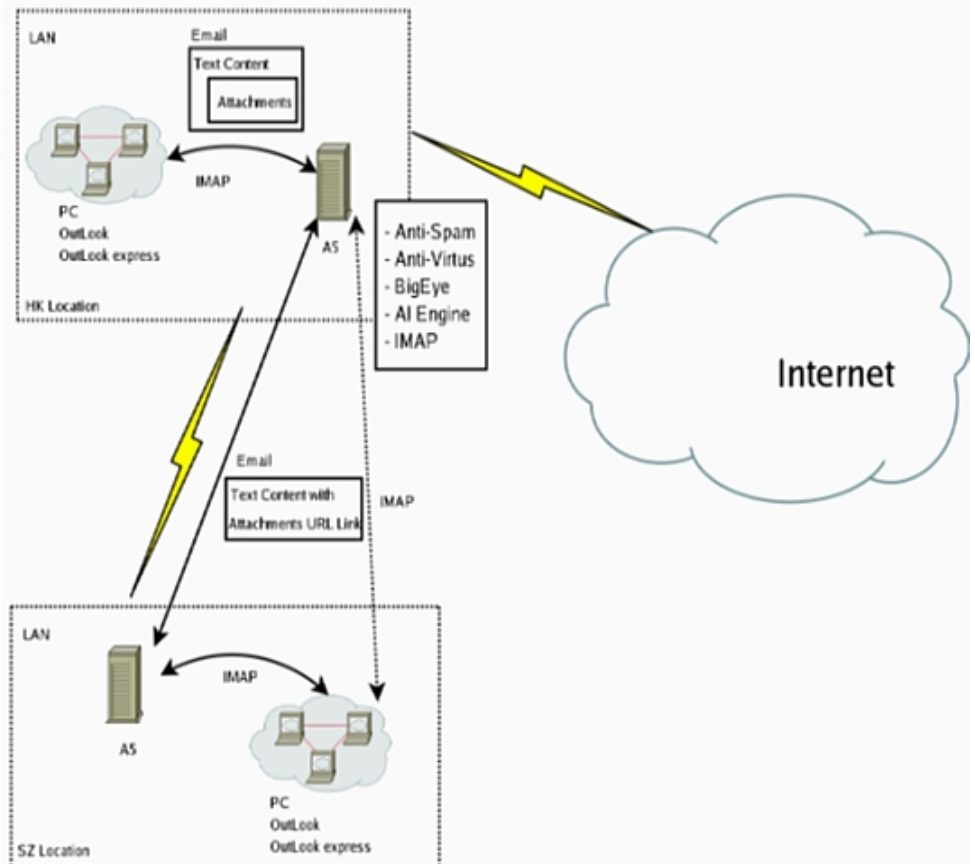 LAN
Email
Text Content
Attachments
IMAP
PC
OutLook
OutLook express
AS
HK Location
- Anti-Spam
- Anti-Virtus
- BigEye
- AI Engine
- IMAP
Internet
Email
Text Content with
Attachments URL Link
IMAP
LAN
IMAP
AS
PC
OutLook
OutLook express
SZ Location